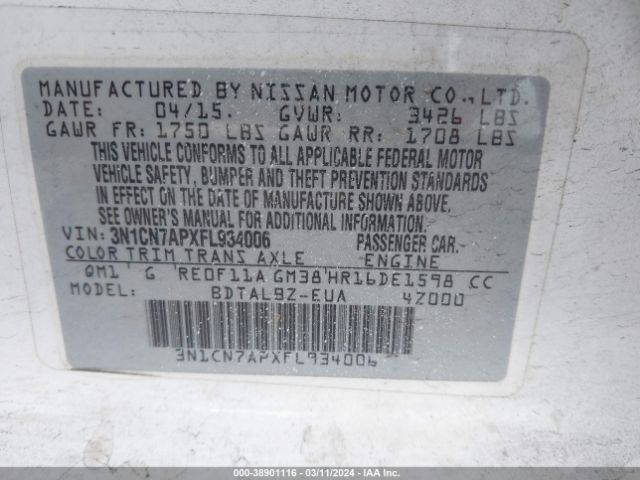 MANUFACTURED BY NISSAN MOTOR CO., LTD.
DATE: 04/15. GVWR: 3426 LBS
GAWR FR: 1750 LBS GAWR RR: 1708 LBS
THIS VEHICLE CONFORMS TO ALL APPLICABLE FEDERAL MOTOR
VEHICLE SAFETY, BUMPER AND THEFT PREVENTION STANDARDS
IN EFFECT ON THE DATE OF MANUFACTURE SHOWN ABOVE.
SEE OWNER'S MANUAL FOR ADDITIONAL INFORMATION
VIN: 3N1CN7APXFL934006 PASSENGER CAR.
COLOR TRIM TRANS AXLE ENGINE
QM1 G RE0F11A GM38 HR16DE1598 CC
MODEL: BDTAL9Z-EUA 4Z000
3N1CN7APXFL934006
000-38901116 - 03/11/2024 - IAA Inc.